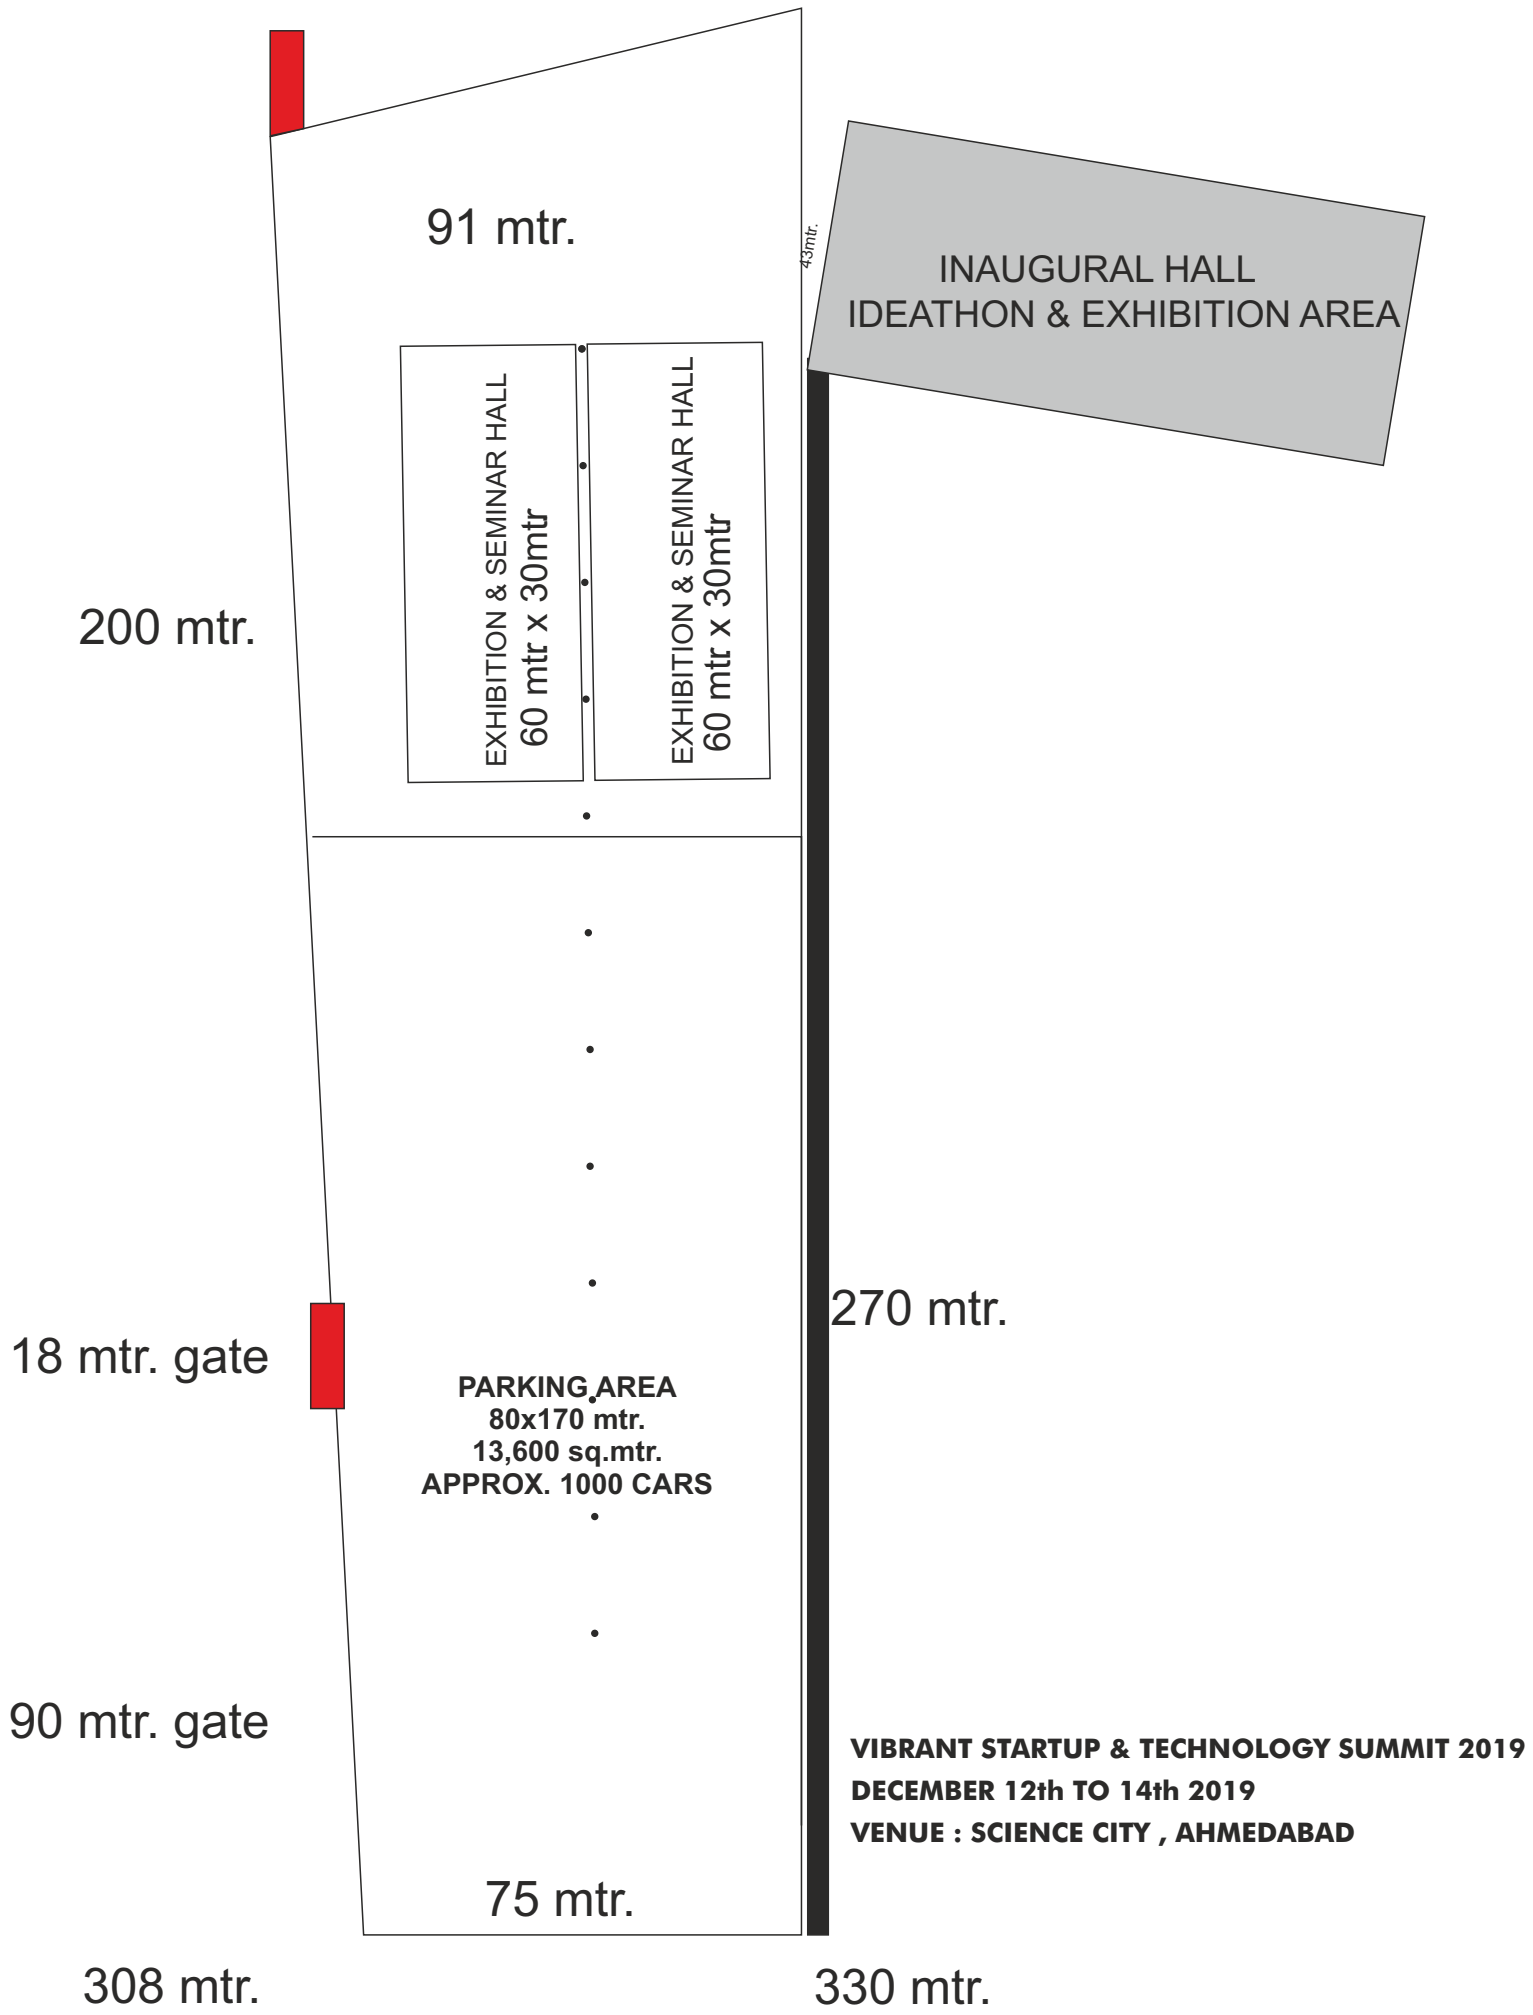 91 mtr.
43mtr.
INAUGURAL HALL
IDEATHON & EXHIBITION AREA
EXHIBITION & SEMINAR HALL
60 mtr x 30mtr
EXHIBITION & SEMINAR HALL
60 mtr x 30mtr
200 mtr.
270 mtr.
18 mtr. gate
PARKING AREA
80x170 mtr.
13,600 sq.mtr.
APPROX. 1000 CARS
90 mtr. gate
VIBRANT STARTUP & TECHNOLOGY SUMMIT 2019
DECEMBER 12th TO 14th 2019
VENUE : SCIENCE CITY , AHMEDABAD
75 mtr.
308 mtr.
330 mtr.